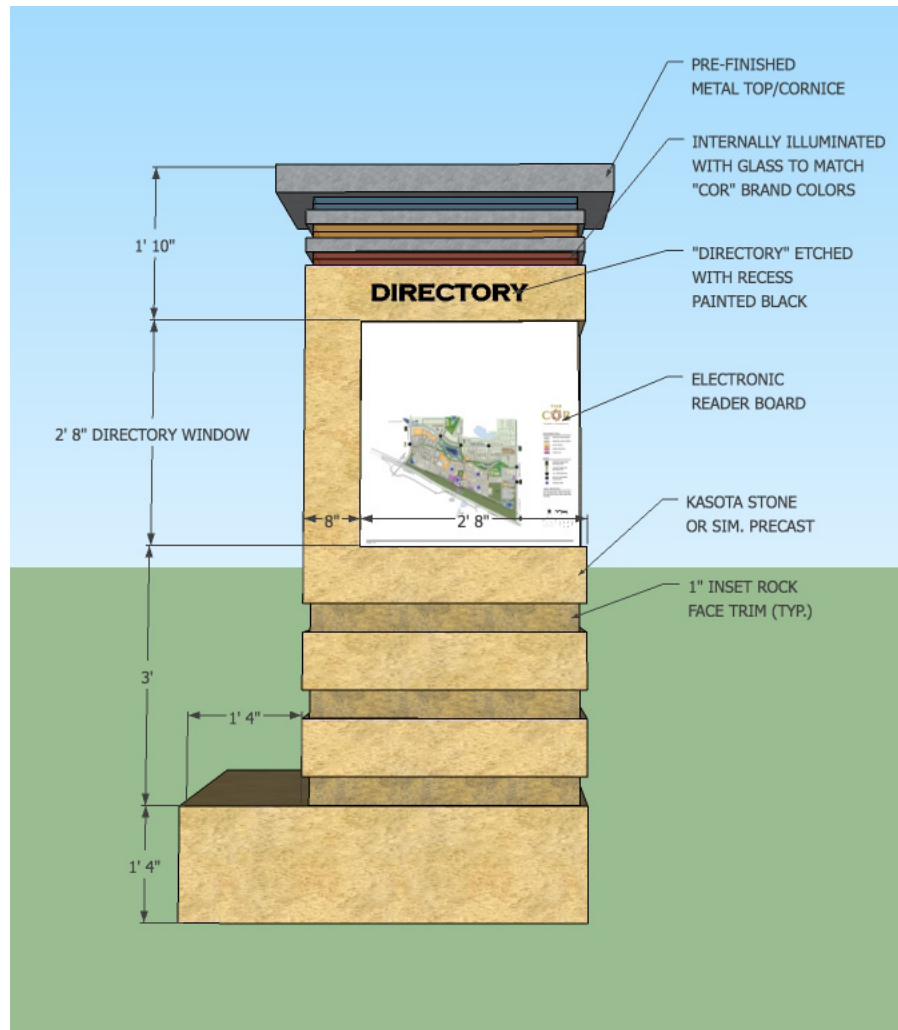 PRE-FINISHED
METAL TOP/CORNICE
INTERNALLY ILLUMINATED
WITH GLASS TO MATCH
"COR" BRAND COLORS
1' 10"
"DIRECTORY" ETCHED
WITH RECESS
PAINTED BLACK
DIRECTORY
ELECTRONIC
READER BOARD
COR
2' 8" DIRECTORY WINDOW
8"
2' 8"
KASOTA STONE
OR SIM. PRECAST
1" INSET ROCK
FACE TRIM (TYP.)
3'
1' 4"
1' 4"